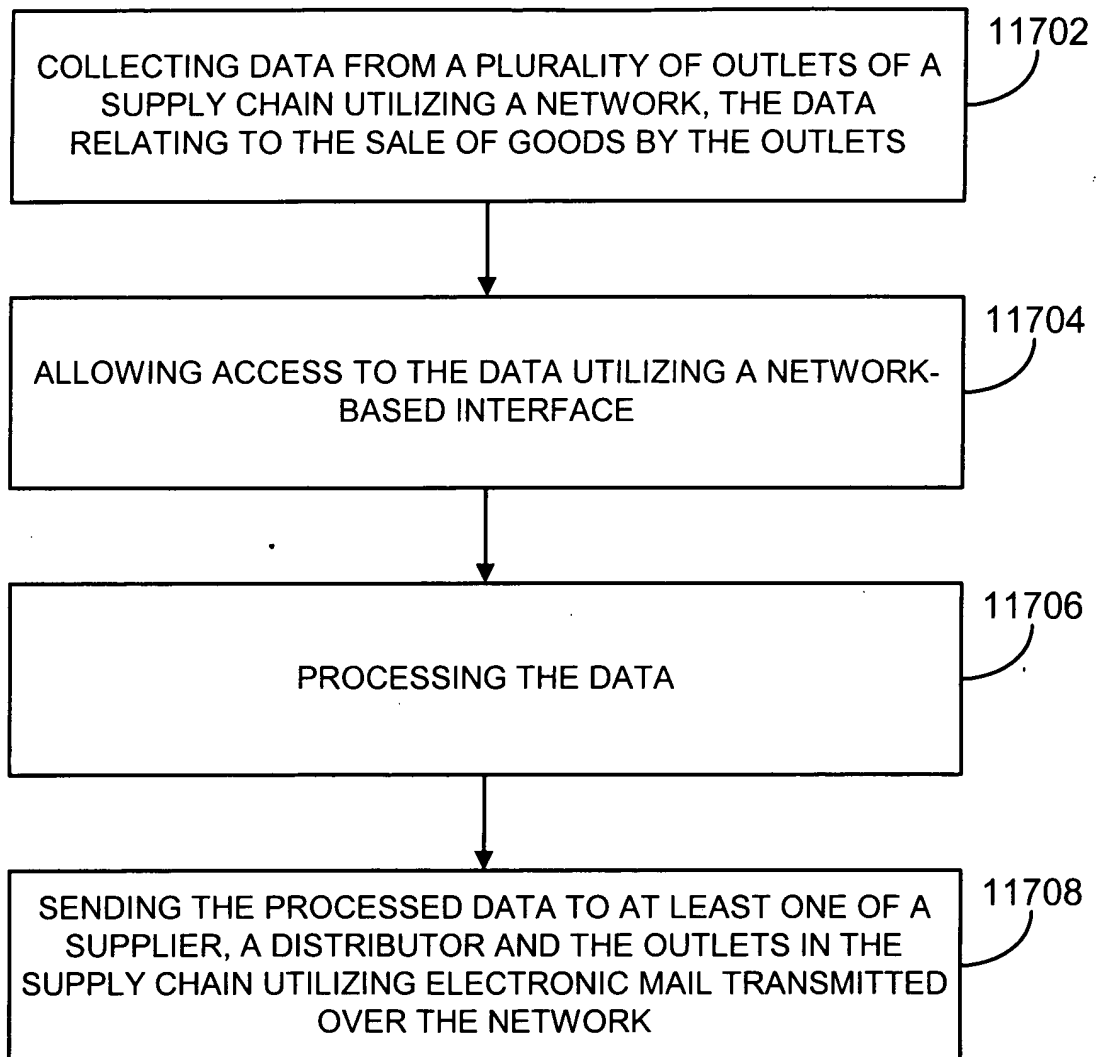 11702
COLLECTING DATA FROM A PLURALITY OF OUTLETS OF A
SUPPLY CHAIN UTILIZING A NETWORK, THE DATA
RELATING TO THE SALE OF GOODS BY THE OUTLETS
11704
ALLOWING ACCESS TO THE DATA UTILIZING A NETWORK-
BASED INTERFACE
11706
PROCESSING THE DATA
11708
SENDING THE PROCESSED DATA TO AT LEAST ONE OF A
SUPPLIER, A DISTRIBUTOR AND THE OUTLETS IN THE
SUPPLY CHAIN UTILIZING ELECTRONIC MAIL TRANSMITTED
OVER THE NETWORK